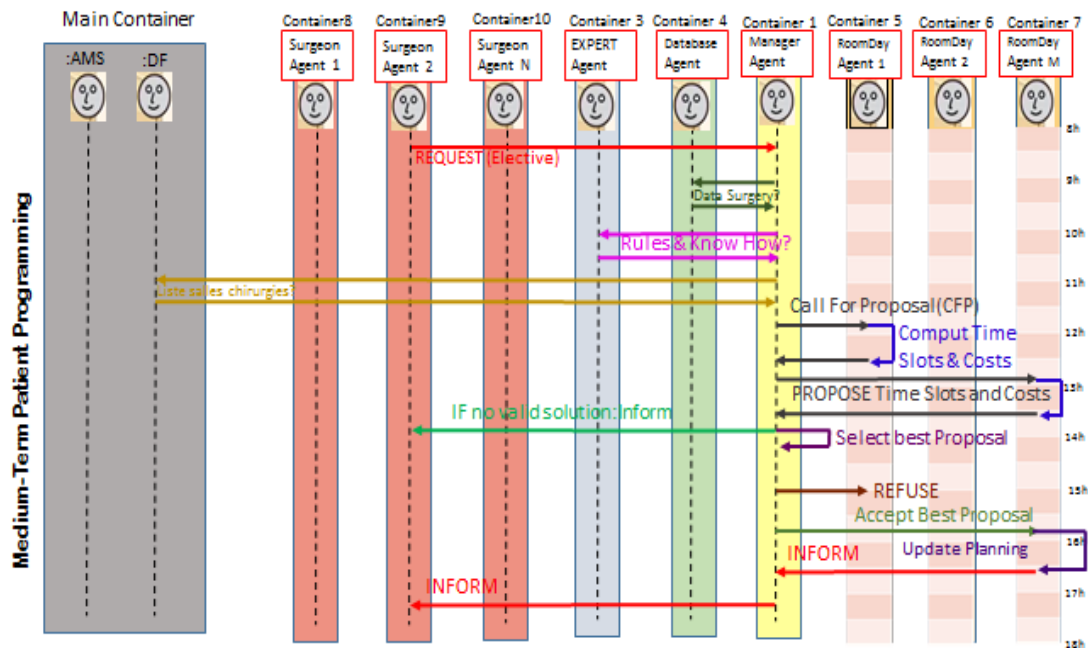 Main Container
Container8
Container9
Container10
Container 3
Container 4
Container 1
Container 5
Container 6
Container 7
:AMS
:DF
Surgeon
Agent 1
Surgeon
Agent 2
Surgeon
Agent N
EXPERT
Agent
Database
Agent
Manager
Agent
RoomDay
Agent 1
RoomDay
Agent 2
RoomDay
Agent M
8h
REQUEST (Elective)
9h
Data Surgery?
10h
Rules & Know How?
11h
Liste salles chirurgies?
Call For Proposal(CFP)
12h
Comput Time
Slots & Costs
13h
PROPOSE Time Slots and Costs
IF no valid solution: Inform
14h
Select best Proposal
15h
REFUSE
Accept Best Proposal
16h
Update Planning
INFORM
INFORM
17h
18h
Medium-Term Patient Programming